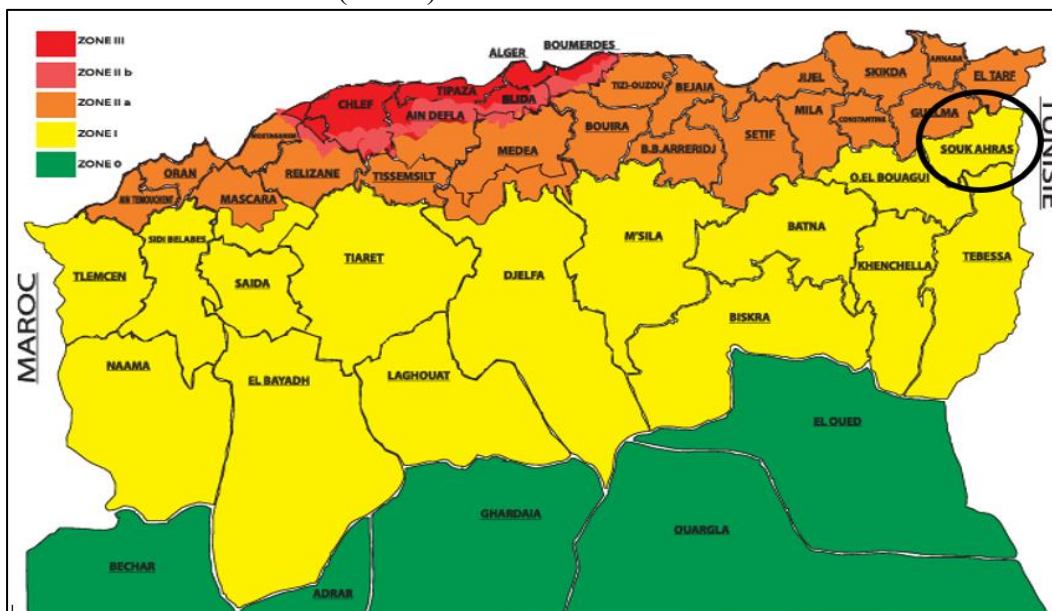 ZONE III
ZONE II b
ZONE II a
ZONE I
ZONE 0
ALGER
BOUMERDES
TIPAZA
BLIDA
CHLEF
AIN DEFLA
TIZI-OUZOU
BEJAIA
JIJEL
SKIKDA
ANNABA
EL TARF
MOSTAGANEM
BOUIRA
MILA
CONSTANTINE
GUELMA
ORAN
RELIZANE
MEDEA
B.B.ARRERIDJ
SETIF
SOUK AHRAS
AIN TEMOUCHENT
MASCARA
TISSEMSILT
O.EL BOUAGUI
TUNISIE
SIDI BELABES
TLEMCEN
SAIDA
TIARET
DJELFA
M'SILA
BATNA
KHENCHELLA
TEBESSA
MAROC
NAAMA
EL BAYADH
LAGHOUAT
BISKRA
EL OUED
GHARDAIA
OUARGLA
BECHAR
ADRAR